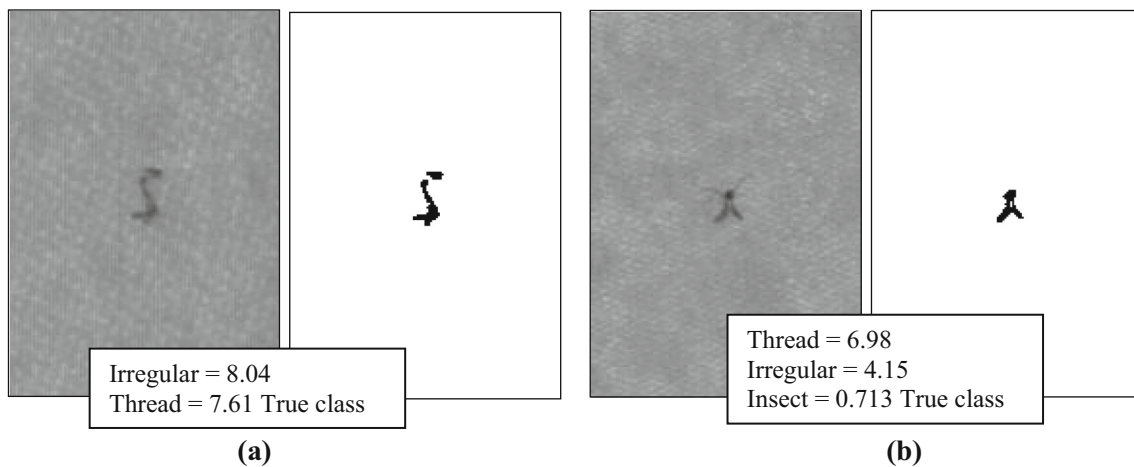 Irregular = 8.04
Thread = 7.61 True class
(a)
Thread = 6.98
Irregular = 4.15
Insect = 0.713 True class
(b)